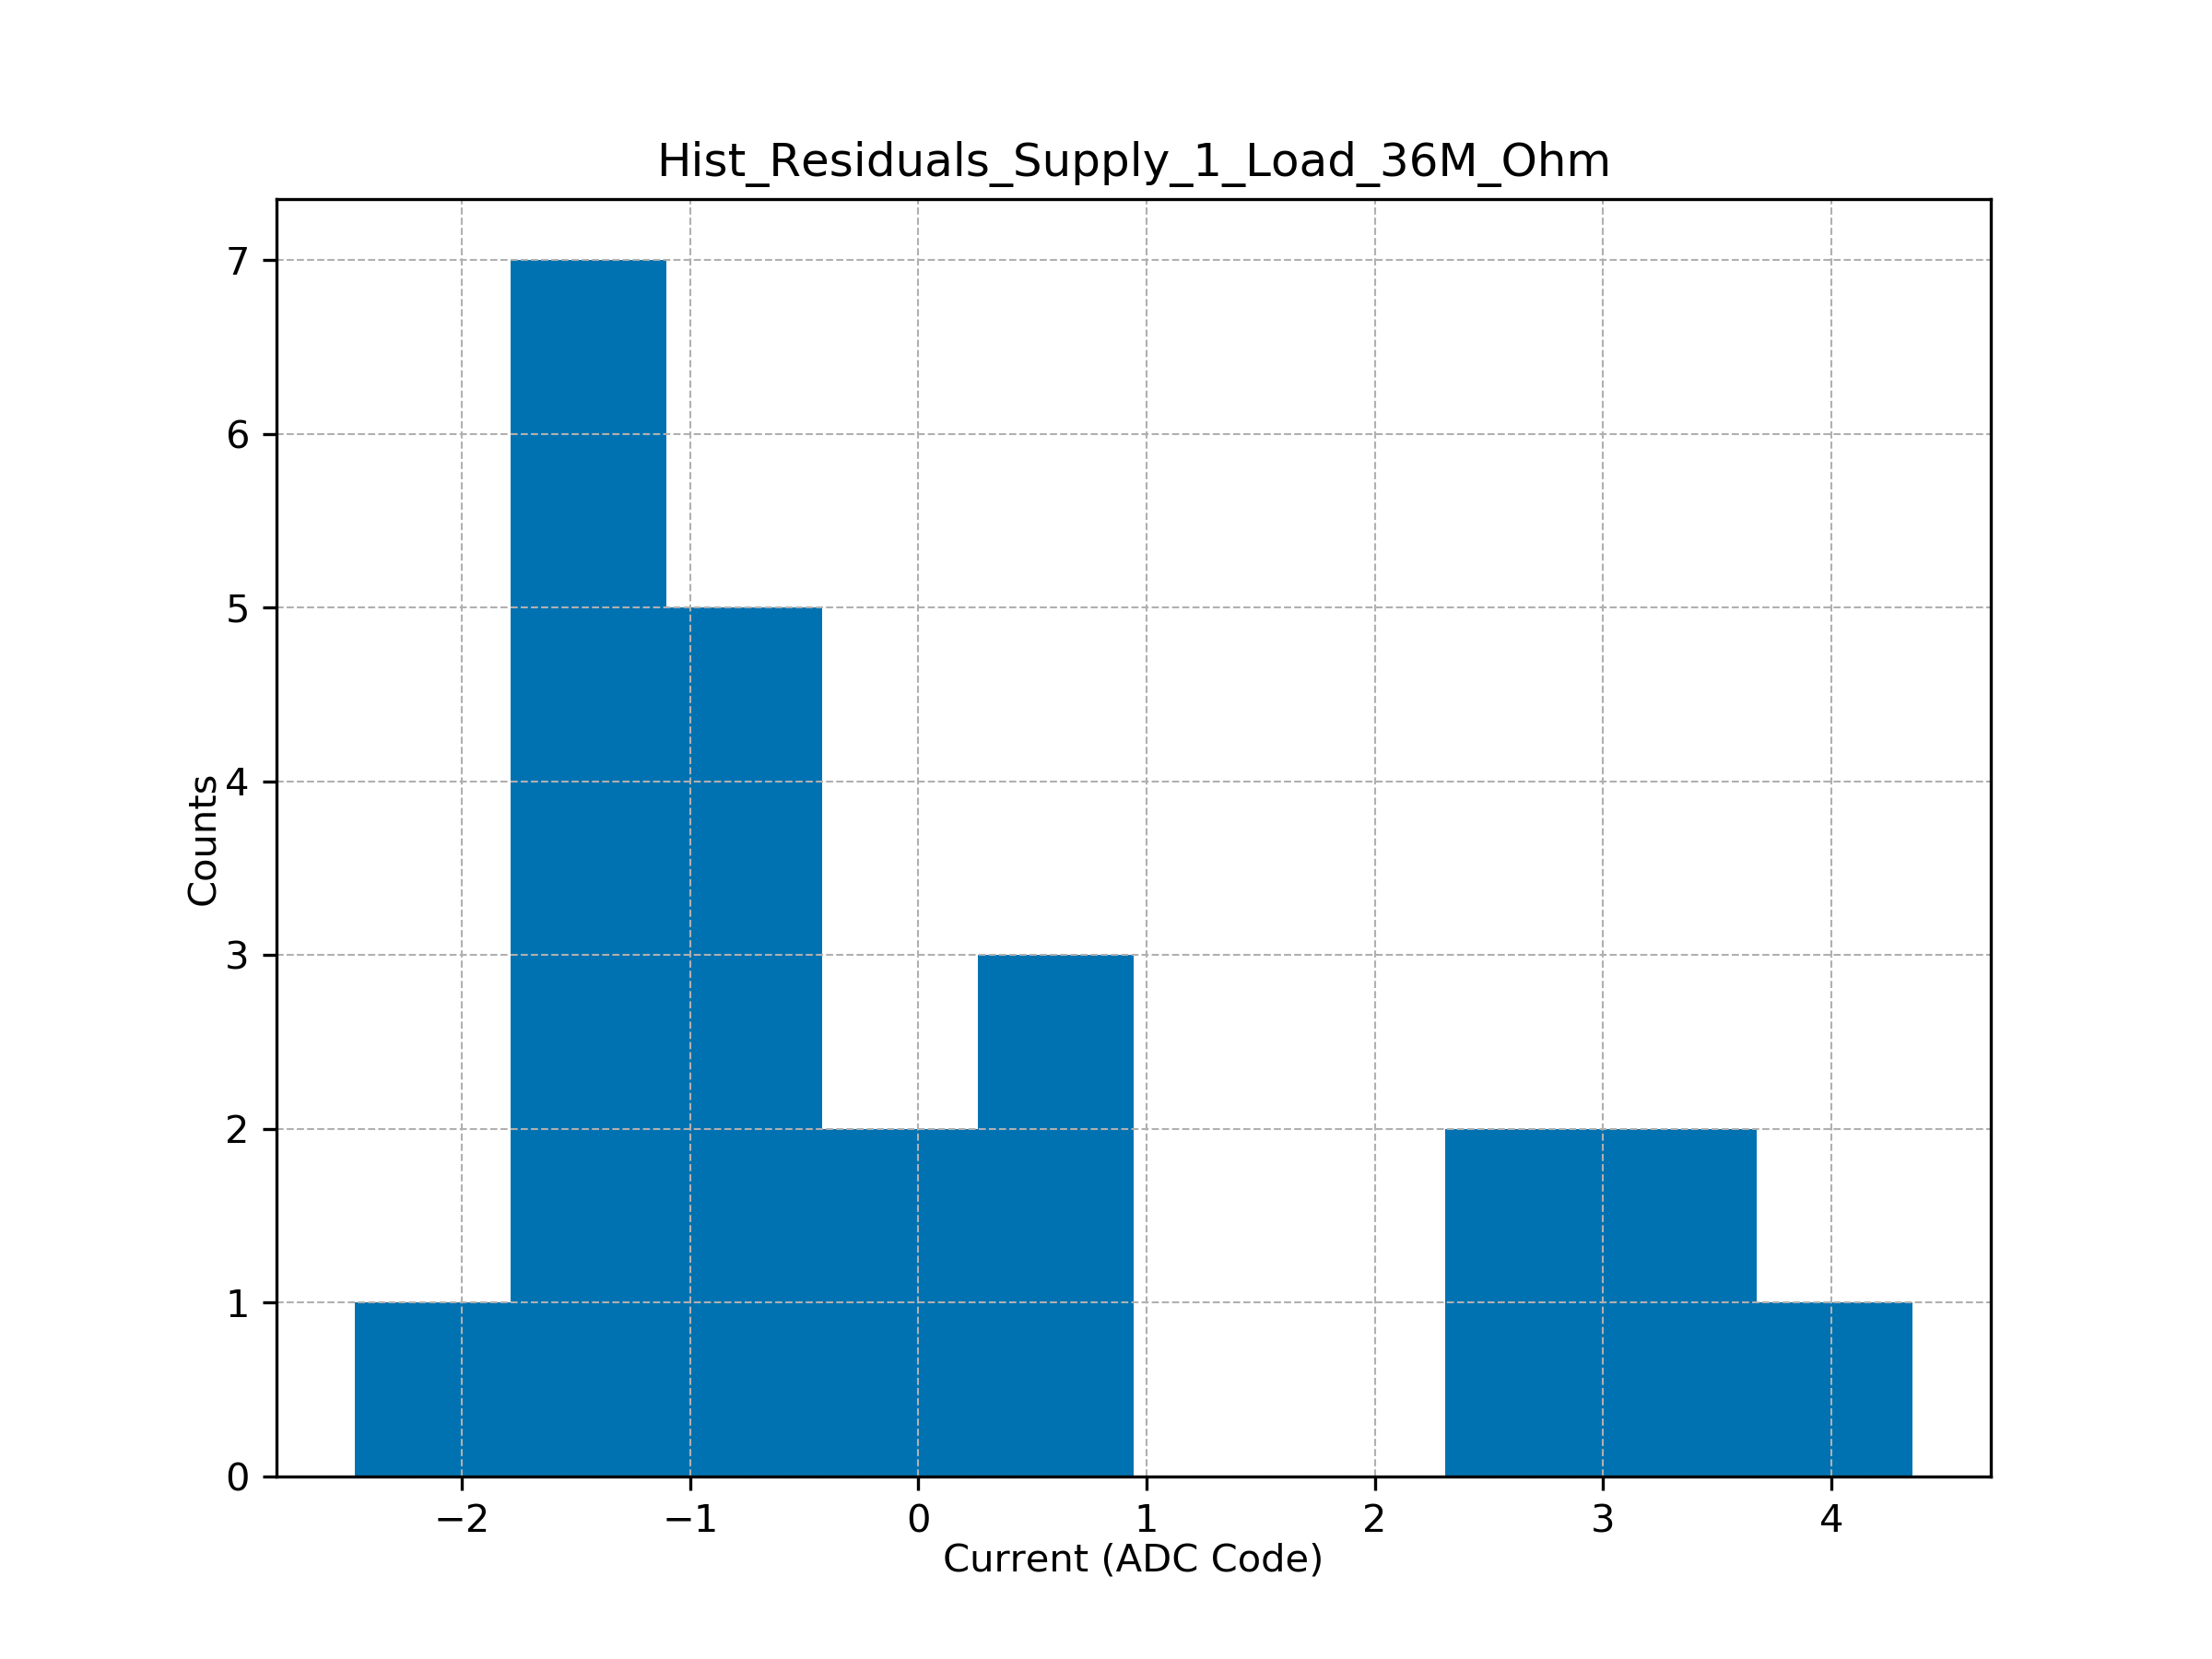 Hist_Residuals_Supply_1_Load_36M_Ohm
7
6
5
4
3
2
1
0
Counts
−2 −1 0 1 2 3 4
Current (ADC Code)